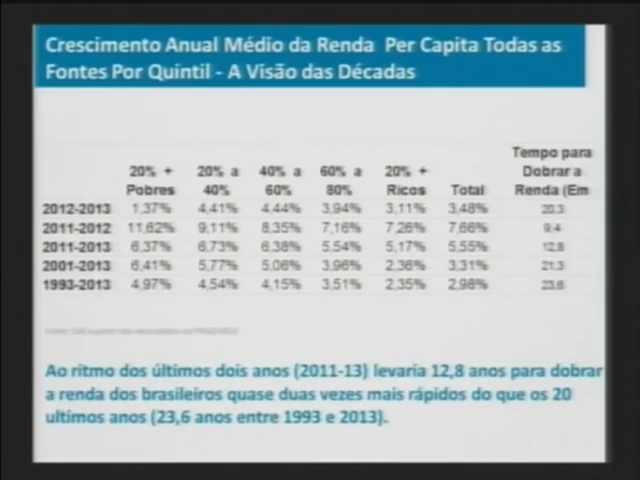 Crescimento Anual Médio da Renda Per Capita Todas as
Fontes Por Quintil - A Visão das Décadas
Tempo para
20% + 20% a 40% a 60% a 20% + Dobrar a
Pobres 40% 60% 80% Ricos Total Renda (Em
2012-2013 1,37% 4,41% 4,44% 3,94% 3,11% 3,48% 20,3
2011-2012 11,62% 9,11% 8,35% 7,16% 7,26% 7,66% 9,4
2011-2013 6,37% 6,73% 6,38% 5,54% 5,17% 5,55% 12,8
2001-2013 6,41% 5,77% 5,06% 3,96% 2,36% 3,31% 21,3
1993-2013 4,97% 4,54% 4,15% 3,51% 2,35% 2,98% 23,6
Ao ritmo dos últimos dois anos (2011-13) levaria 12,8 anos para dobrar
a renda dos brasileiros quase duas vezes mais rápidos do que os 20
ultimos anos (23,6 anos entre 1993 e 2013).